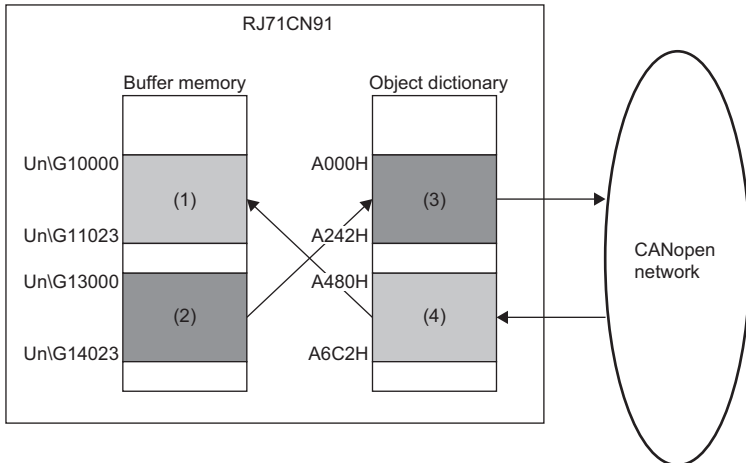 RJ71CN91
Buffer memory
Object dictionary
Un\G10000
A000H
(1)
(3)
Un\G11023
A242H
CANopen
network
Un\G13000
A480H
(2)
(4)
Un\G14023
A6C2H